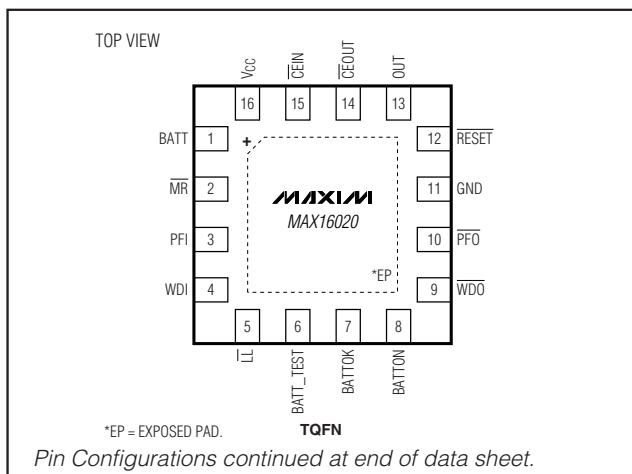 TOP VIEW
VCC
CEIN
CEOUT
OUT
16
15
14
13
BATT 1
12 RESET
+
MR 2
MAXIM
11 GND
MAX16020
PFI 3
10 PFO
*EP
WDI 4
9 WDO
5
6
7
8
LL
BATT_TEST
BATTOK
BATTON
*EP = EXPOSED PAD.
TQFN
Pin Configurations continued at end of data sheet.